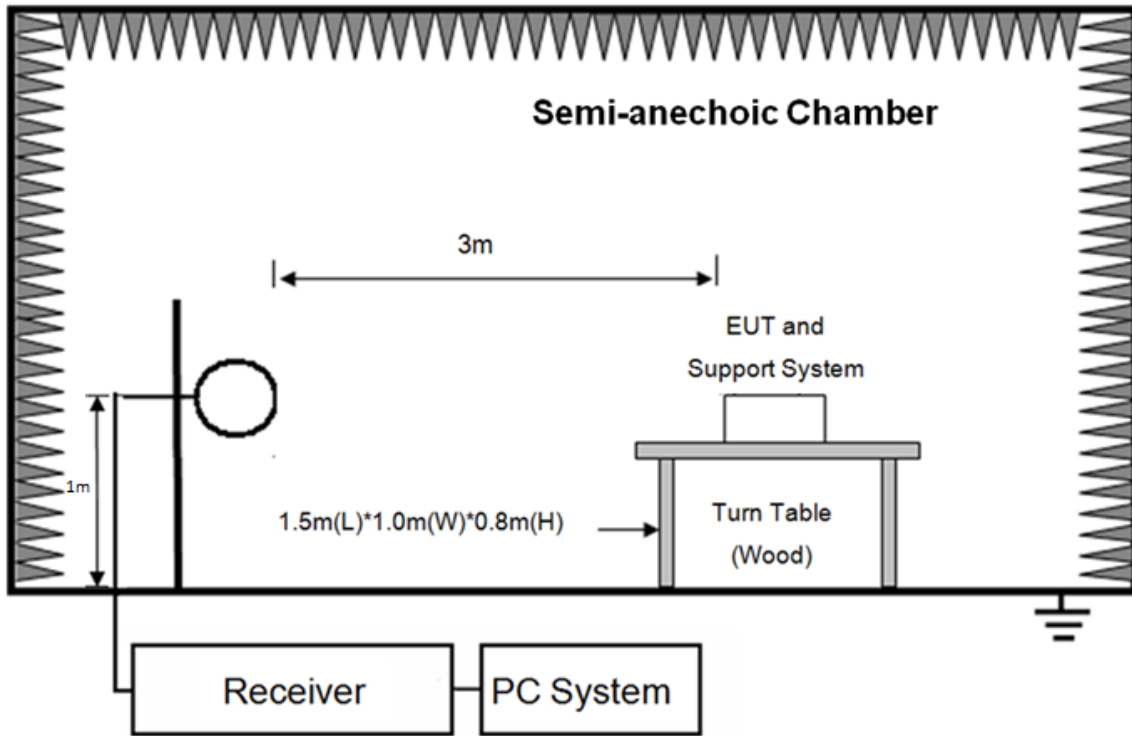 Semi-anechoic Chamber
3m
EUT and
Support System
1m
1.5m(L)*1.0m(W)*0.8m(H)
Turn Table
(Wood)
Receiver
PC System